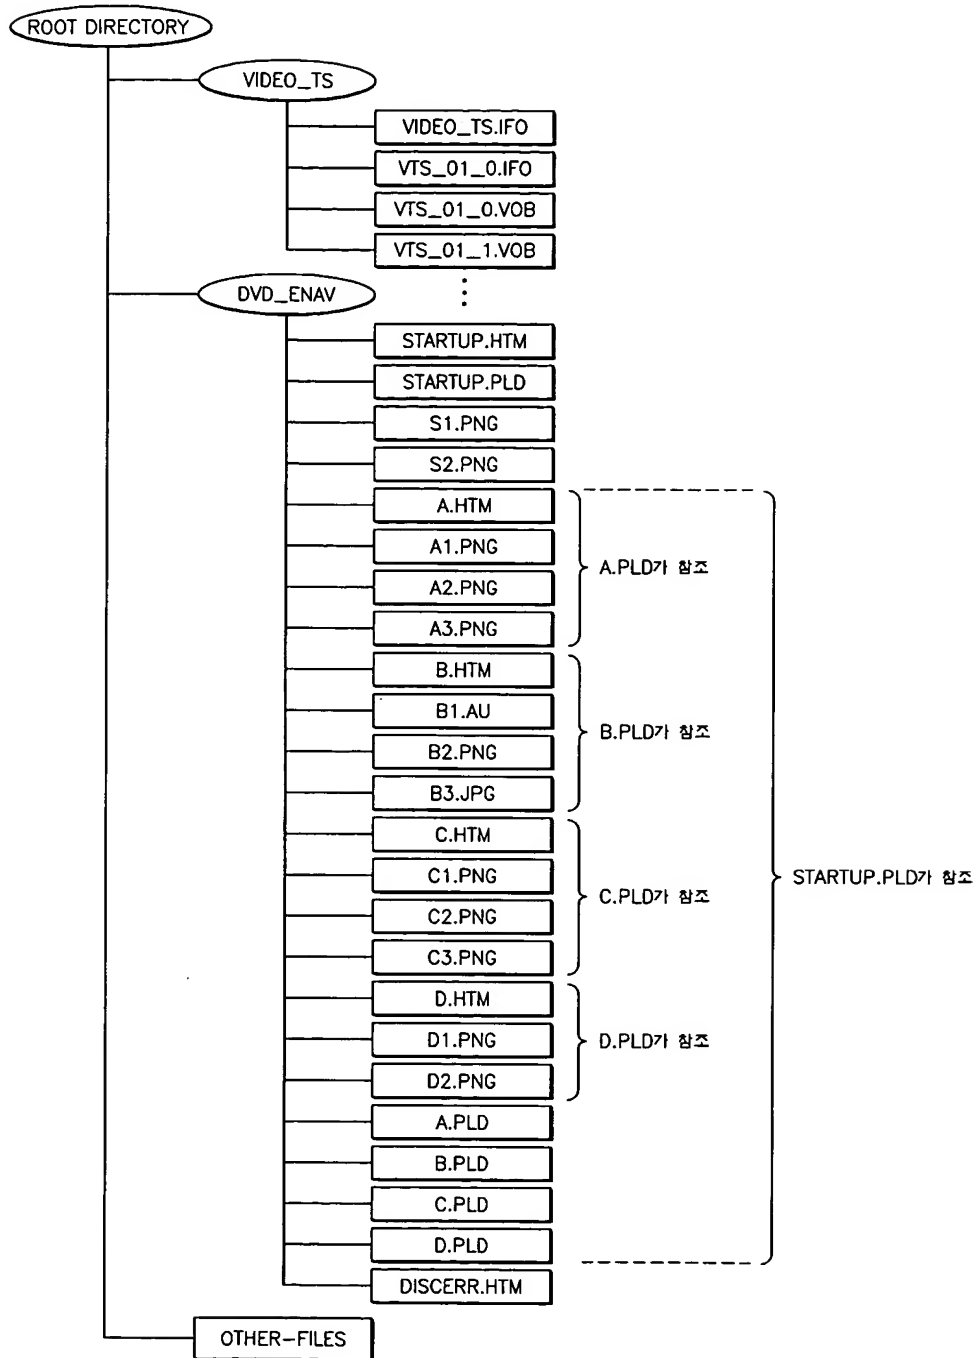 ROOT DIRECTORY
VIDEO_TS
VIDEO_TS.IFO
VTS_01_0.IFO
VTS_01_0.VOB
VTS_01_1.VOB
DVD_ENAV
STARTUP.HTM
STARTUP.PLD
S1.PNG
S2.PNG
A.HTM
A1.PNG
A2.PNG
A3.PNG
A.PLD가 참조
B.HTM
B1.AU
B2.PNG
B3.JPG
B.PLD가 참조
C.HTM
C1.PNG
C2.PNG
C3.PNG
C.PLD가 참조
STARTUP.PLD가 참조
D.HTM
D1.PNG
D2.PNG
D.PLD가 참조
A.PLD
B.PLD
C.PLD
D.PLD
DISCERR.HTM
OTHER-FILES